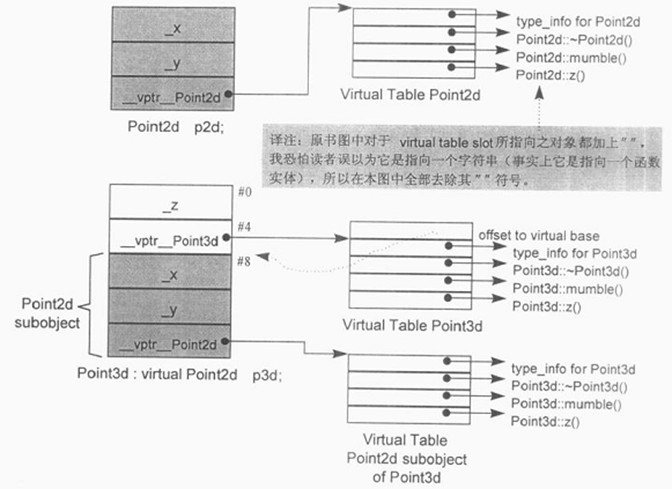 _x
_y
__vptr__Point2d
Point2d p2d;
Virtual Table Point2d
type_info for Point2d
Point2d::~Point2d()
Point2d::mumble()
Point2d::z()
译注：原书图中对于 virtual table slot所指向之对象都加上""，
我恐怕读者误以为它是指向一个字符串（事实上它是指向一个函数
实体），所以在本图中全部去除其""符号。
#0
_z
#4
__vptr__Point3d
#8
_x
_y
__vptr__Point2d
Point2d
subobject
Point3d : virtual Point2d p3d;
offset to virtual base
type_info for Point3d
Point3d::~Point3d()
Point3d::mumble()
Point3d::z()
Virtual Table Point3d
type_info for Point3d
Point3d::~Point3d()
Point3d::mumble()
Point3d::z()
Virtual Table
Point2d subobject
of Point3d